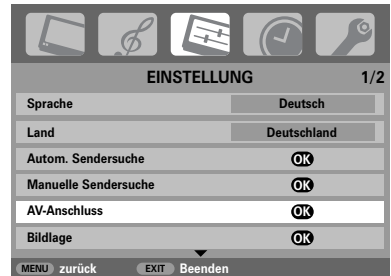 EINSTELLUNG 1/2
Sprache Deutsch
Land Deutschland
Autom. Sendersuche OK
Manuelle Sendersuche OK
AV-Anschluss OK
Bildlage OK
MENU zurück EXIT Beenden